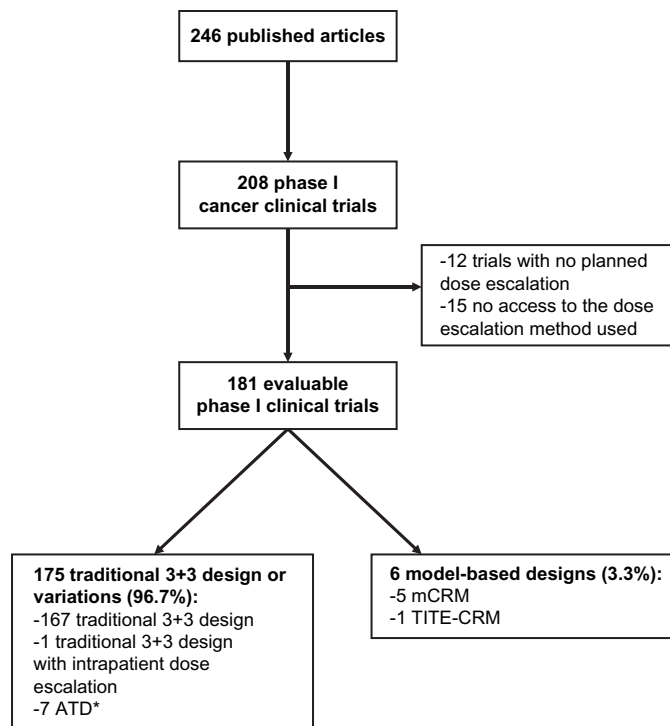 246 published articles
208 phase I
cancer clinical trials
-12 trials with no planned
dose escalation
-15 no access to the dose
escalation method used
181 evaluable
phase I clinical trials
175 traditional 3+3 design or
variations (96.7%):
-167 traditional 3+3 design
-1 traditional 3+3 design
with intrapatient dose
escalation
-7 ATD*
6 model-based designs (3.3%):
-5 mCRM
-1 TITE-CRM